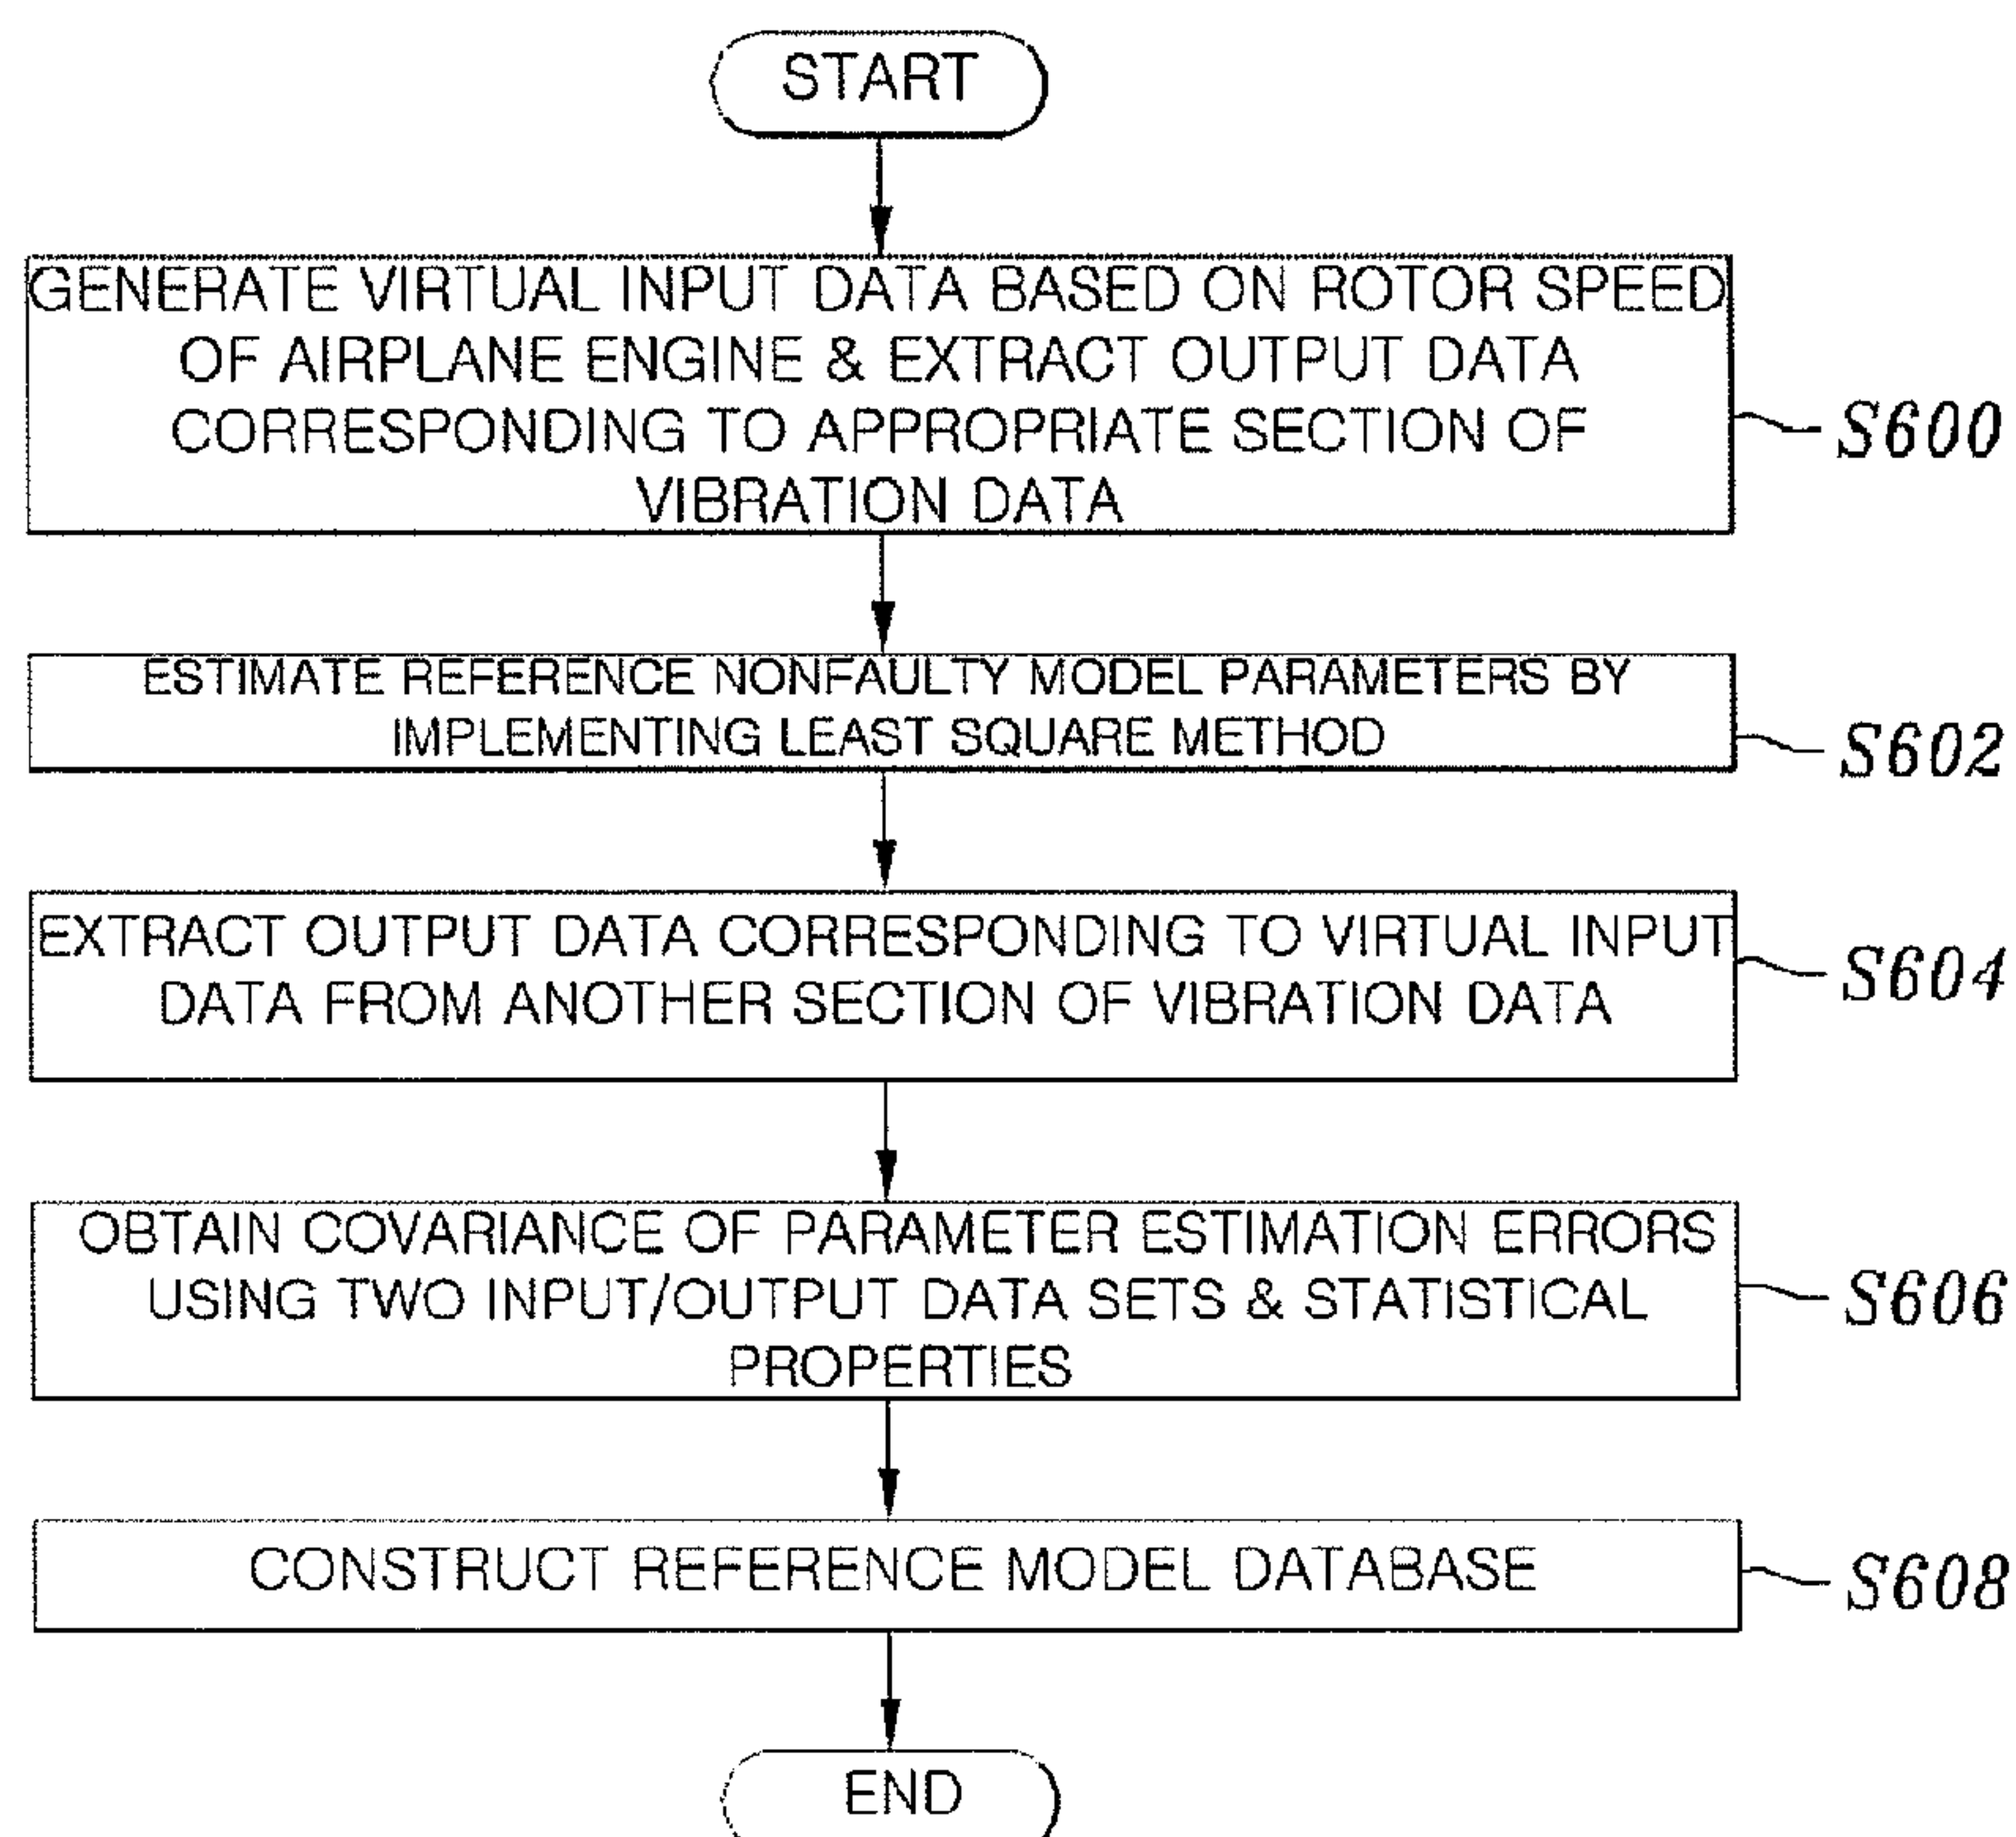 START
GENERATE VIRTUAL INPUT DATA BASED ON ROTOR SPEED
OF AIRPLANE ENGINE & EXTRACT OUTPUT DATA
CORRESPONDING TO APPROPRIATE SECTION OF
VIBRATION DATA
S600
ESTIMATE REFERENCE NONFAULTY MODEL PARAMETERS BY
IMPLEMENTING LEAST SQUARE METHOD
S602
EXTRACT OUTPUT DATA CORRESPONDING TO VIRTUAL INPUT
DATA FROM ANOTHER SECTION OF VIBRATION DATA
S604
OBTAIN COVARIANCE OF PARAMETER ESTIMATION ERRORS
USING TWO INPUT/OUTPUT DATA SETS & STATISTICAL
PROPERTIES
S606
CONSTRUCT REFERENCE MODEL DATABASE
S608
END